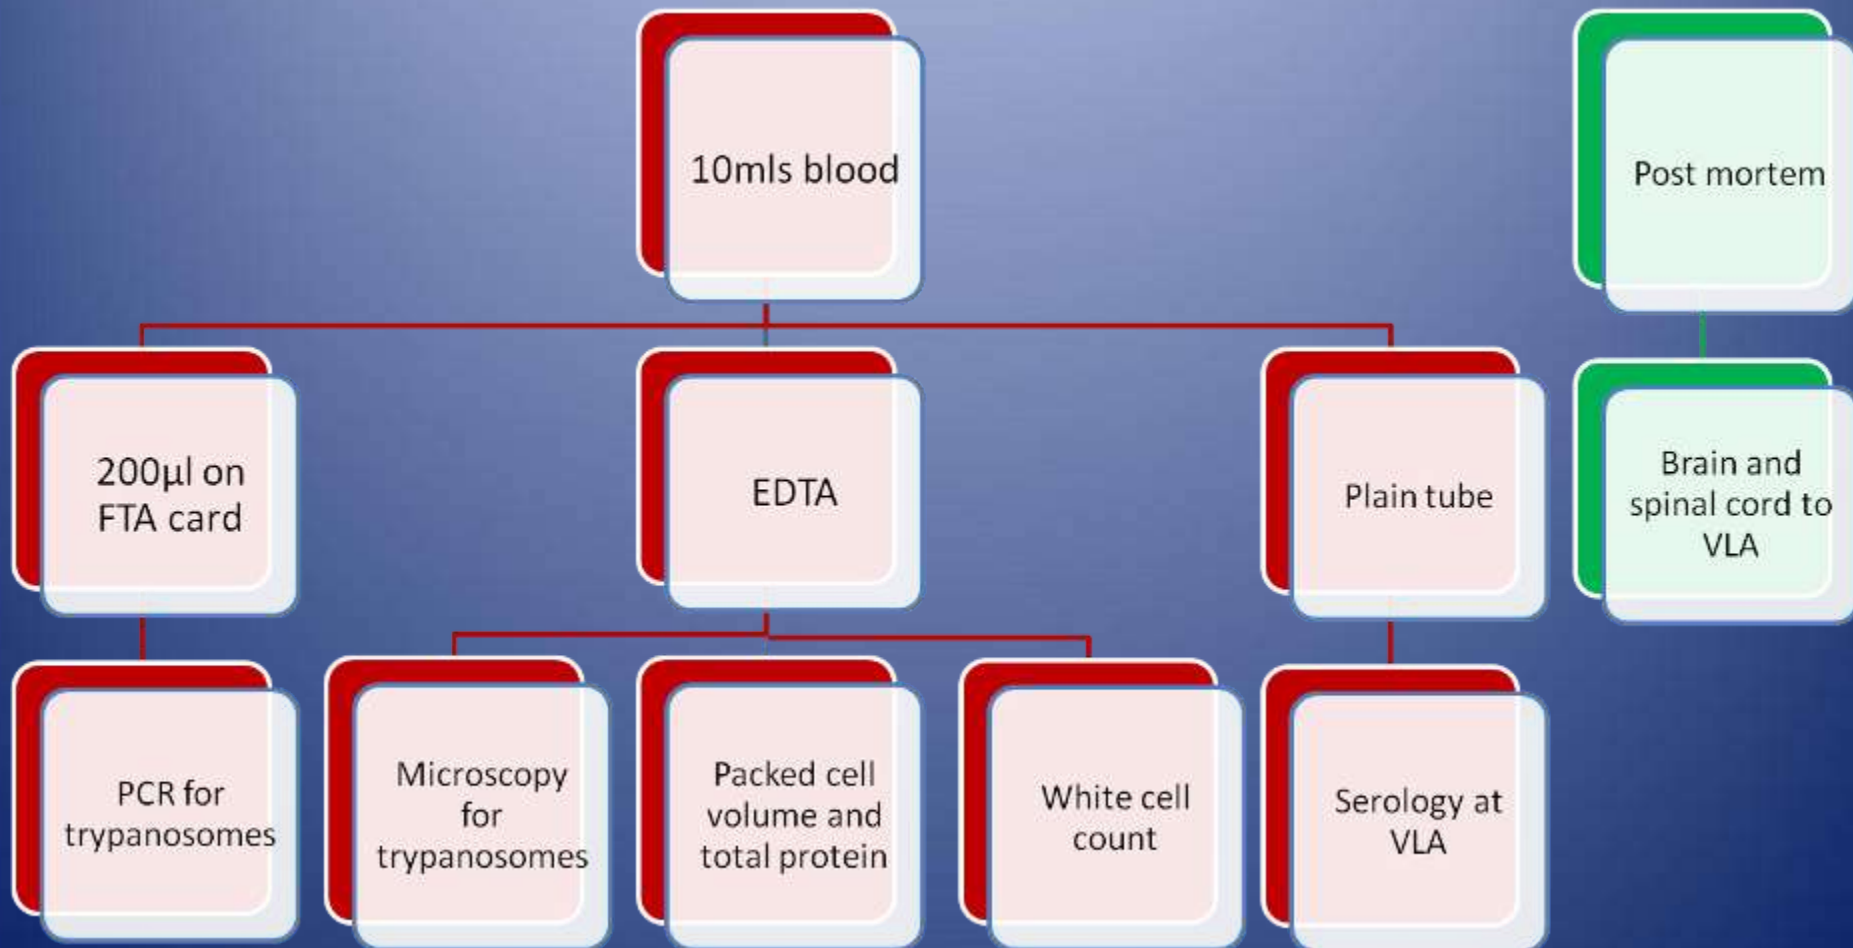 10mls blood
Post mortem
200µl on
FTA card
EDTA
Plain tube
Brain and
spinal cord to
VLA
PCR for
trypanosomes
Microscopy
for
trypanosomes
Packed cell
volume and
total protein
White cell
count
Serology at
VLA